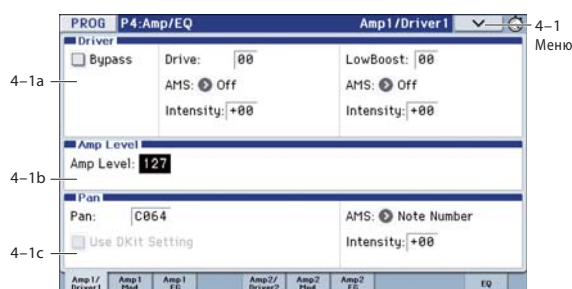 PROG P4:Amp/EQ Amp1/Driver1
4–1
Меню
Driver
Bypass Drive: 00 LowBoost: 00
4–1a
AMS: Off AMS: Off
Intensity: +00
Amp Level
Amp Level: 127
4–1b
Pan
Pan: C064 AMS: Note Number
Use DKit Setting Intensity: +00
4–1c
Amp1/Driver1 Amp1 Mod Amp1 EG Amp2/Driver2 Amp2 Mod Amp2 EG EQ